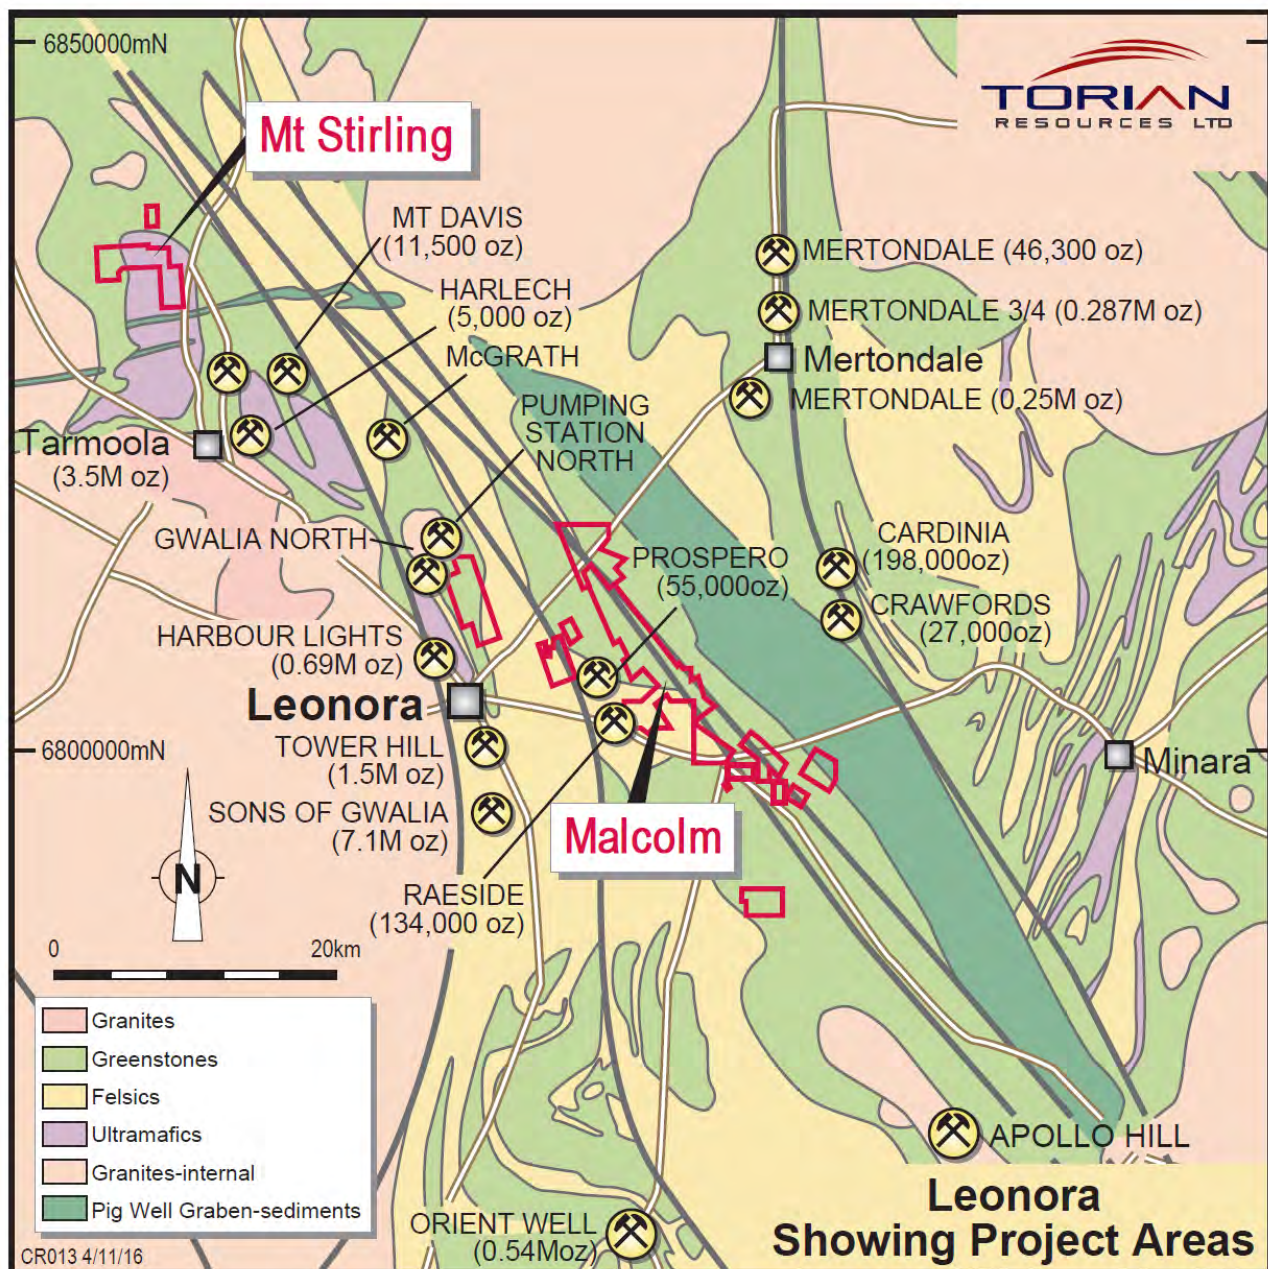 6850000mN
TORIAN
RESOURCES LTD
Mt Stirling
MT DAVIS
(11,500 oz)
MERTONDALE (46,300 oz)
HARLECH
(5,000 oz)
MERTONDALE 3/4 (0.287M oz)
McGRATH
Mertondale
PUMPING
STATION
NORTH
MERTONDALE (0.25M oz)
Tarmoola
(3.5M oz)
GWALIA NORTH
PROSPERO
(55,000oz)
CARDINIA
(198,000oz)
CRAWFORDS
(27,000oz)
HARBOUR LIGHTS
(0.69M oz)
Leonora
TOWER HILL
(1.5M oz)
6800000mN
Minara
SONS OF GWALIA
(7.1M oz)
Malcolm
N
RAESIDE
(134,000 oz)
0 20km
Granites
Greenstones
Felsics
Ultramafics
Granites-internal
Pig Well Graben-sediments
APOLLO HILL
ORIENT WELL
(0.54Moz)
Leonora
Showing Project Areas
CR013 4/11/16